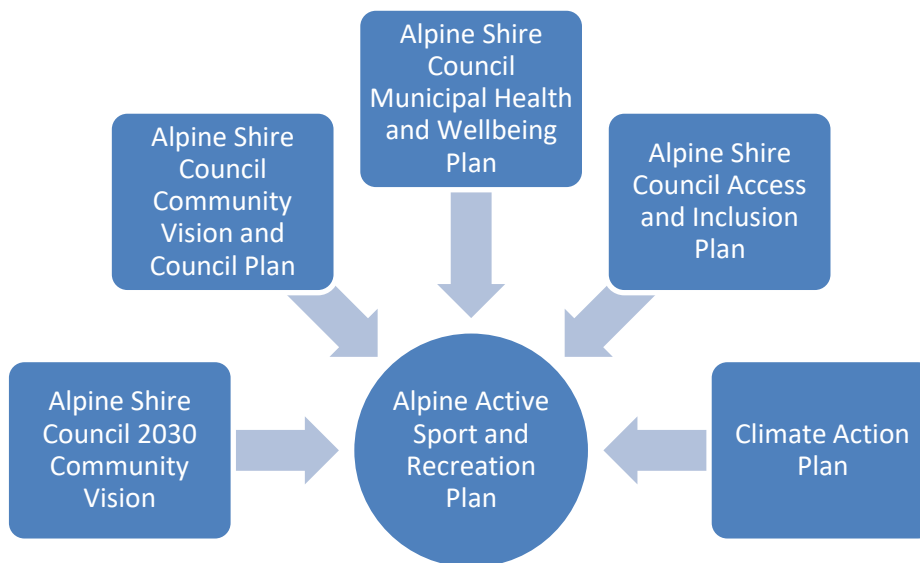 Alpine Shire
Council
Municipal Health
and Wellbeing
Plan
Alpine Shire
Council
Community
Vision and
Council Plan
Alpine Shire
Council Access
and Inclusion
Plan
Alpine Shire
Council 2030
Community
Vision
Alpine Active
Sport and
Recreation
Plan
Climate Action
Plan